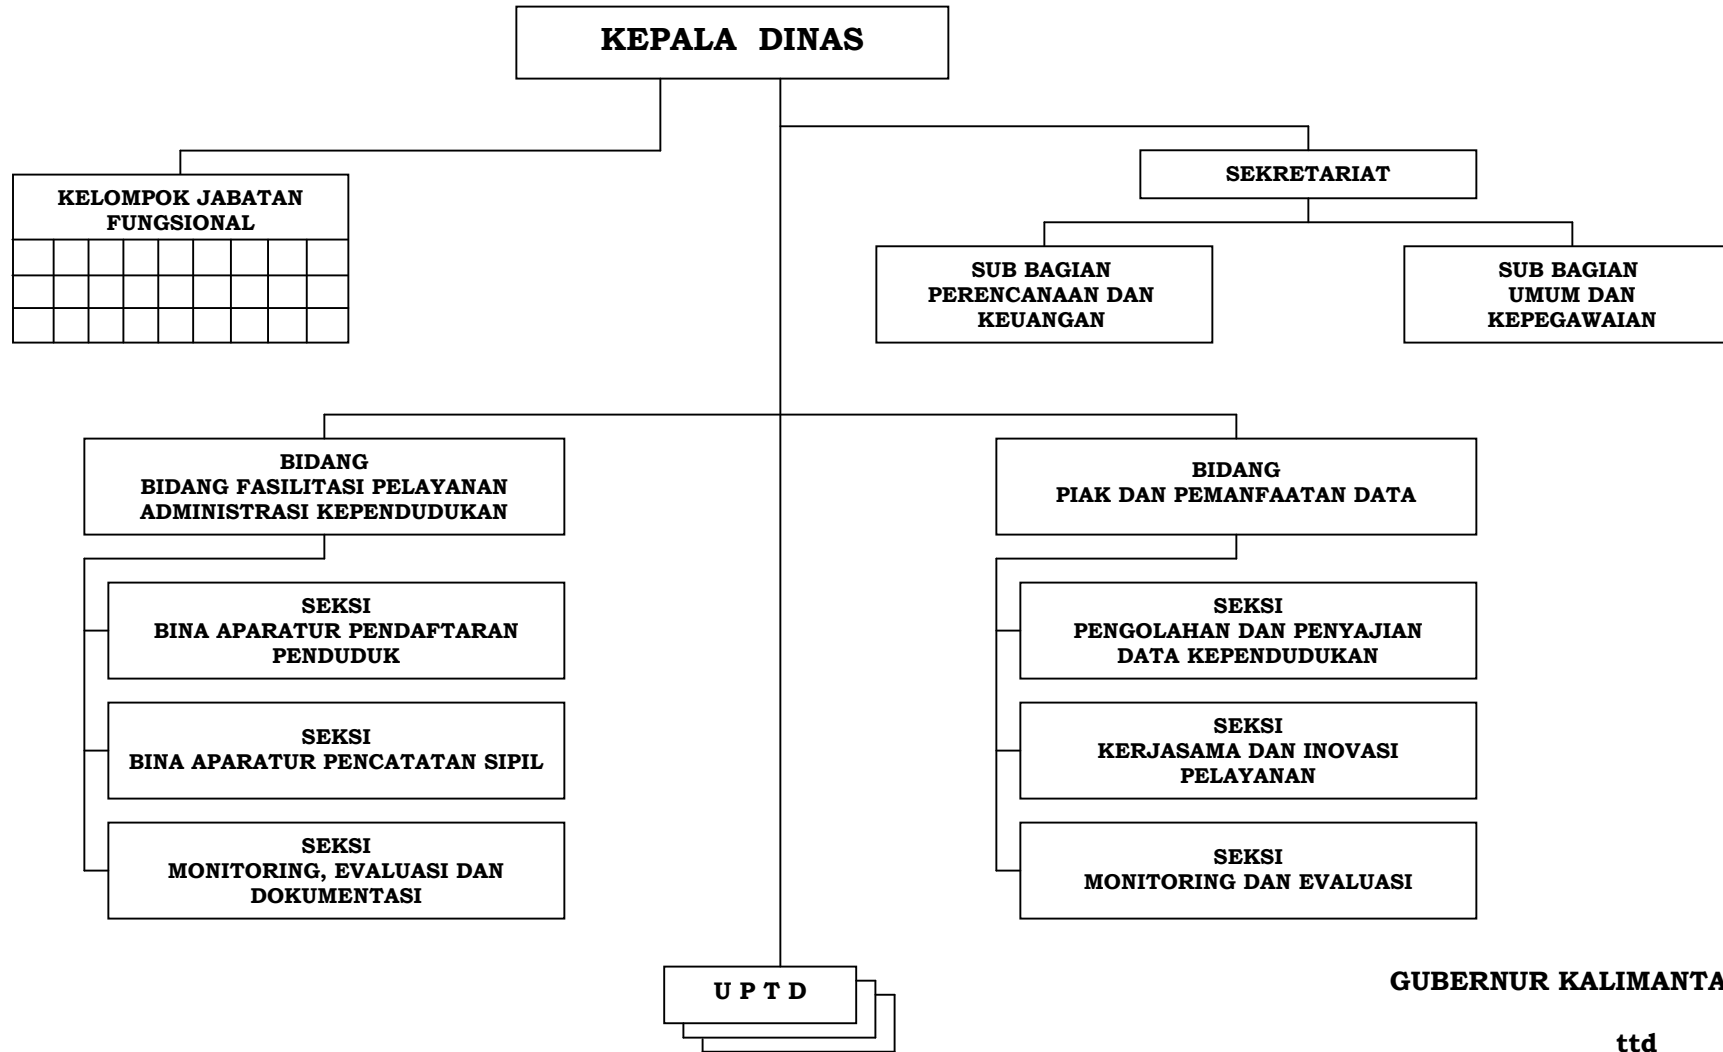 KEPALA DINAS
SEKRETARIAT
KELOMPOK JABATAN
FUNGSIONAL
SUB BAGIAN
PERENCANAAN DAN
KEUANGAN
SUB BAGIAN
UMUM DAN
KEPEGAWAIAN
BIDANG
BIDANG FASILITASI PELAYANAN
ADMINISTRASI KEPENDUDUKAN
BIDANG
PIAK DAN PEMANFAATAN DATA
SEKSI
BINA APARATUR PENDAFTARAN
PENDUDUK
SEKSI
PENGOLAHAN DAN PENYAJIAN
DATA KEPENDUDUKAN
SEKSI
BINA APARATUR PENCATATAN SIPIL
SEKSI
KERJASAMA DAN INOVASI
PELAYANAN
SEKSI
MONITORING, EVALUASI DAN
DOKUMENTASI
SEKSI
MONITORING DAN EVALUASI
U P T D
GUBERNUR KALIMANTA
ttd